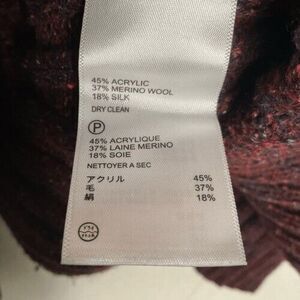 45% ACRYLIC
37% MERINO WOOL
18% SILK
DRY CLEAN
P
45% ACRYLIQUE
37% LAINE MERINO
18% SOIE
NETTOYER A SEC
アクリル 45%
毛 37%
絹 18%